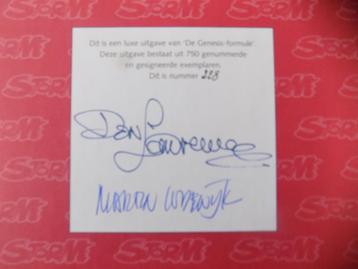 Dit is een luxe uitgave van 'De Genesis-formule'.
Deze uitgave bestaat uit 750 genummerde
en gesigneerde exemplaren.
Dit is nummer 228
Don Lawrence
MARTIN LODEWIJK
STORM